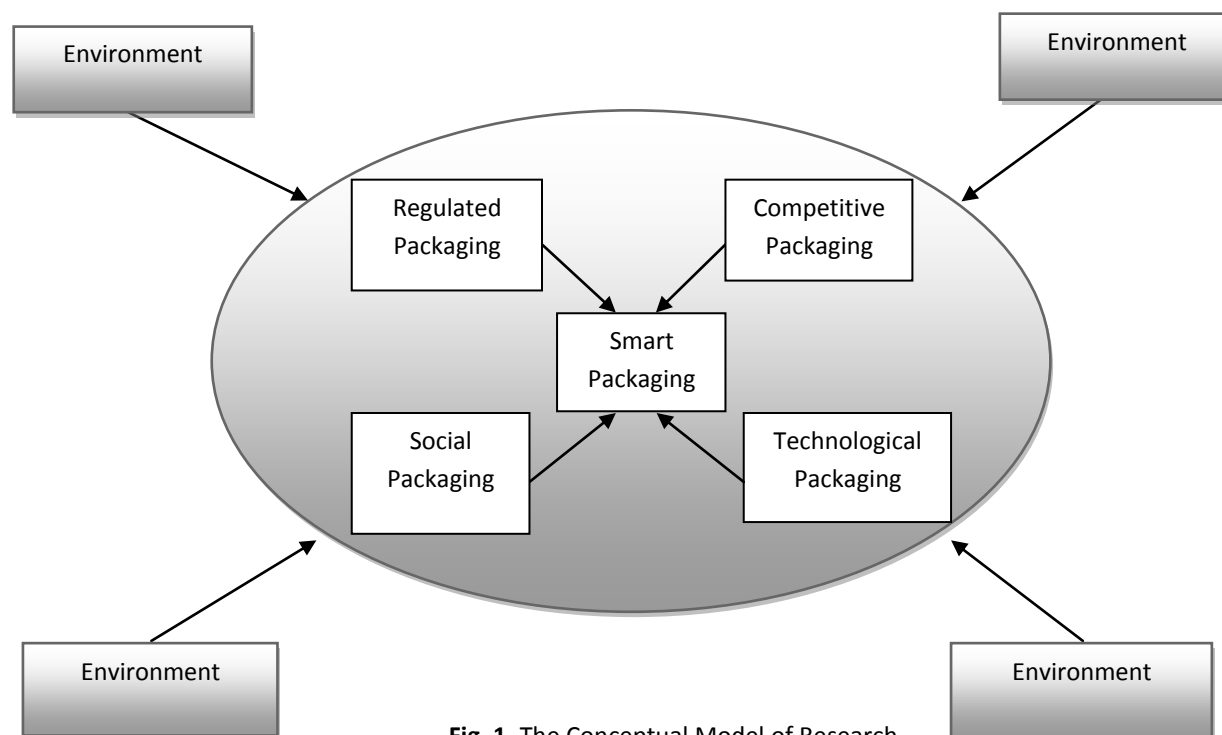 Environment
Environment
Regulated
Packaging
Competitive
Packaging
Smart
Packaging
Social
Packaging
Technological
Packaging
Environment
Environment
Fig. 1. The Conceptual Model of Research